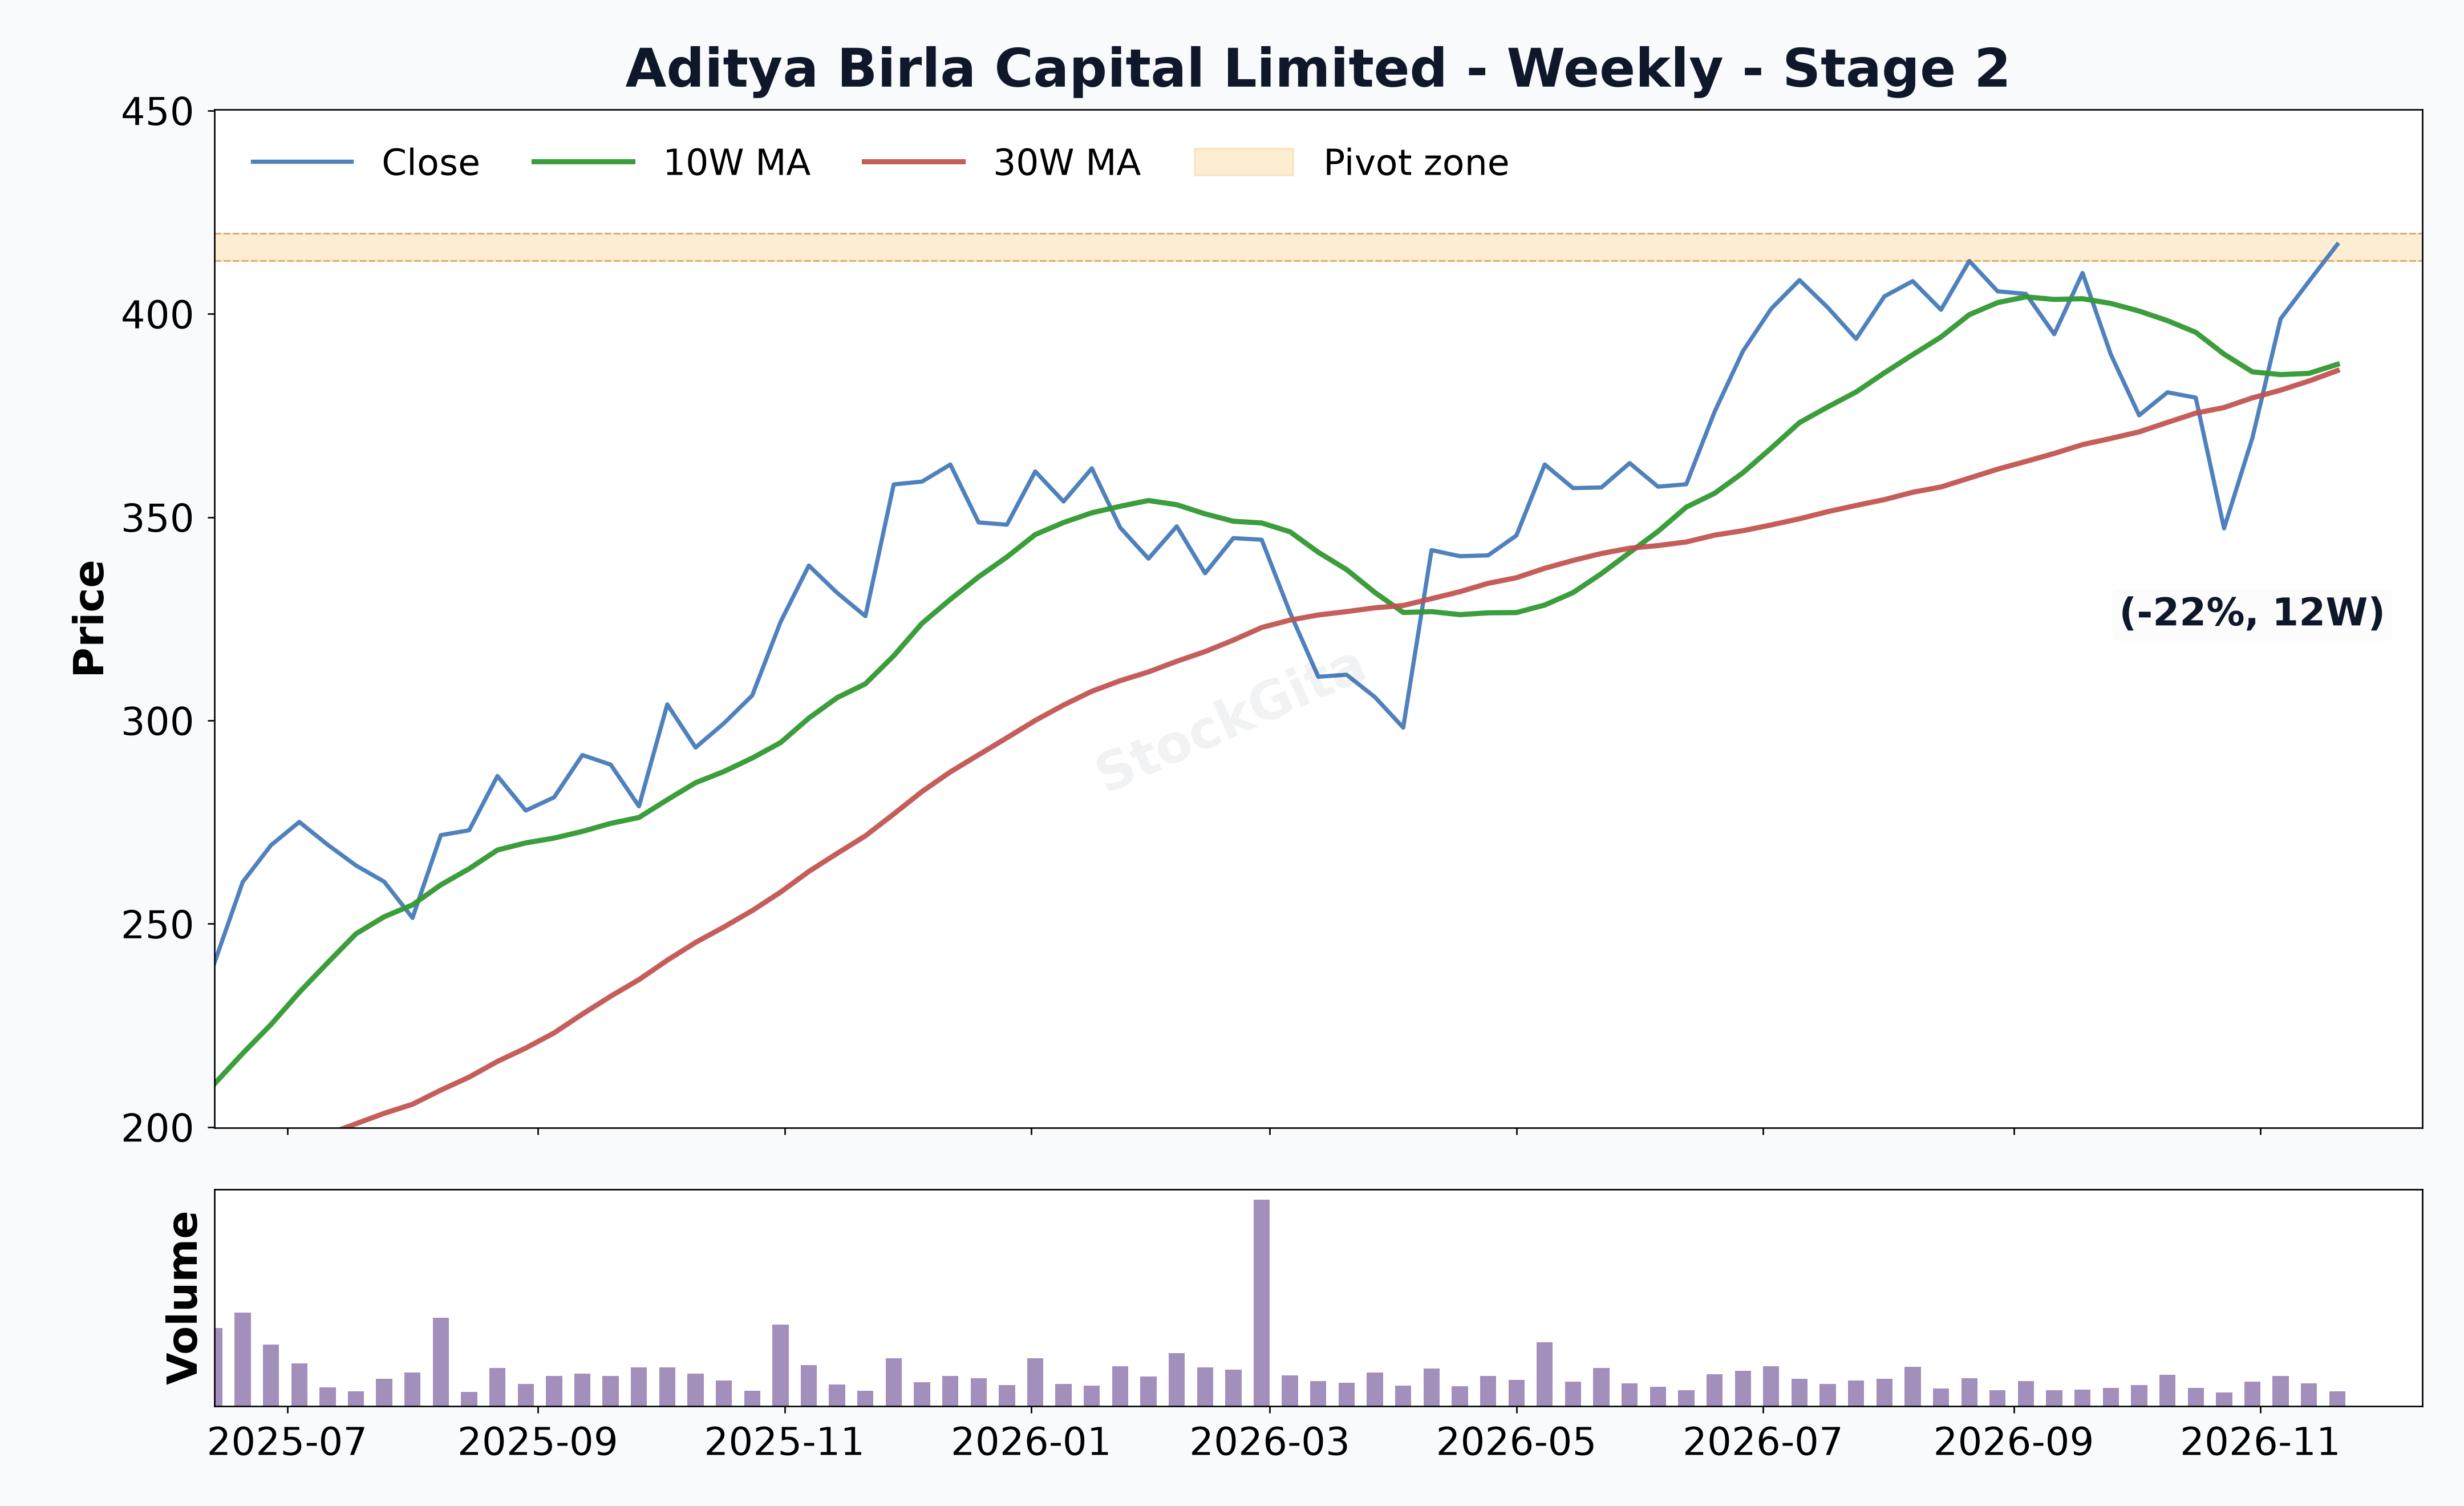 Aditya Birla Capital Limited - Weekly - Stage 2
Close 10W MA 30W MA Pivot zone
450
400
350
300
250
200
Price
(-22%, 12W)
StockGita
Volume
2025-07 2025-09 2025-11 2026-01 2026-03 2026-05 2026-07 2026-09 2026-11